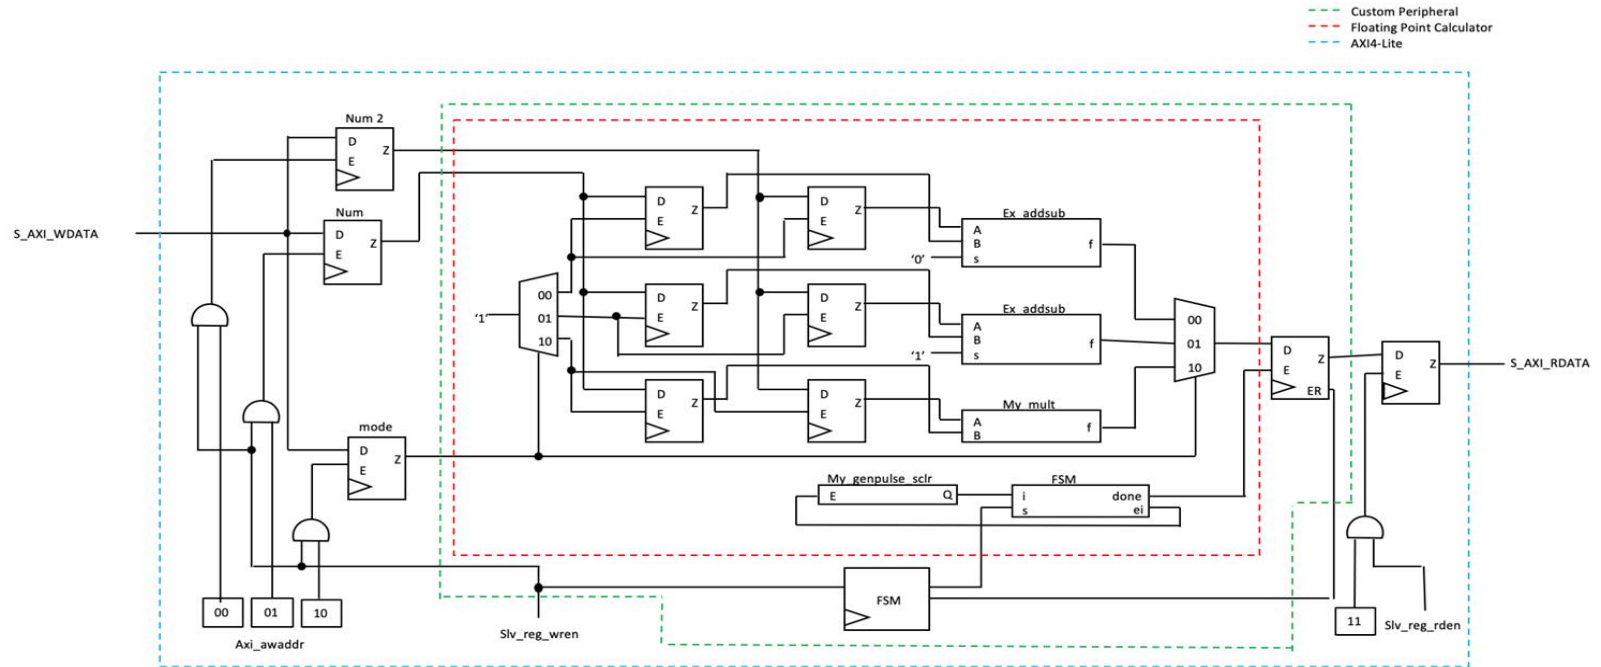 Custom Peripheral
Floating Point Calculator
AXI4-Lite
Num 2
D
E
Z
S_AXI_WDATA
Num
D
E
Z
mode
D
E
Z
00
01
10
Axi_awaddr
Slv_reg_wren
'1'
00
01
10
D
E
Z
D
E
Z
D
E
Z
D
E
Z
D
E
Z
D
E
Z
Ex_addsub
A
B
s
f
'0'
Ex_addsub
A
B
s
f
'1'
My_mult
A
B
f
00
01
10
My_genpulse_sclr
E
Q
FSM
i
s
done
ei
FSM
D
E
Z
ER
D
E
Z
S_AXI_RDATA
11
Slv_reg_rden